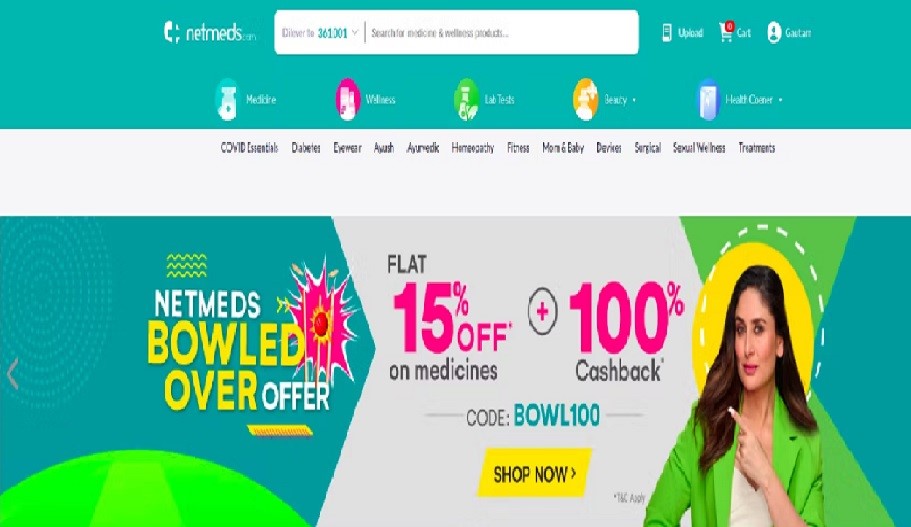 netmeds.com
Deliver to 361001
Search for medicine & wellness products...
Upload
0
Cart
Gautam
Medicine
Wellness
Lab Tests
Beauty
Health Corner
COVID Essentials Diabetes Eyewear Ayush Ayurvedic Homeopathy Fitness Mom & Baby Devices Surgical Sexual Wellness Treatments
NETMEDS
BOWLED
OVER OFFER
FLAT
15% OFF*
on medicines
+
100%
Cashback*
CODE: BOWL100
SHOP NOW >
*T&C Apply